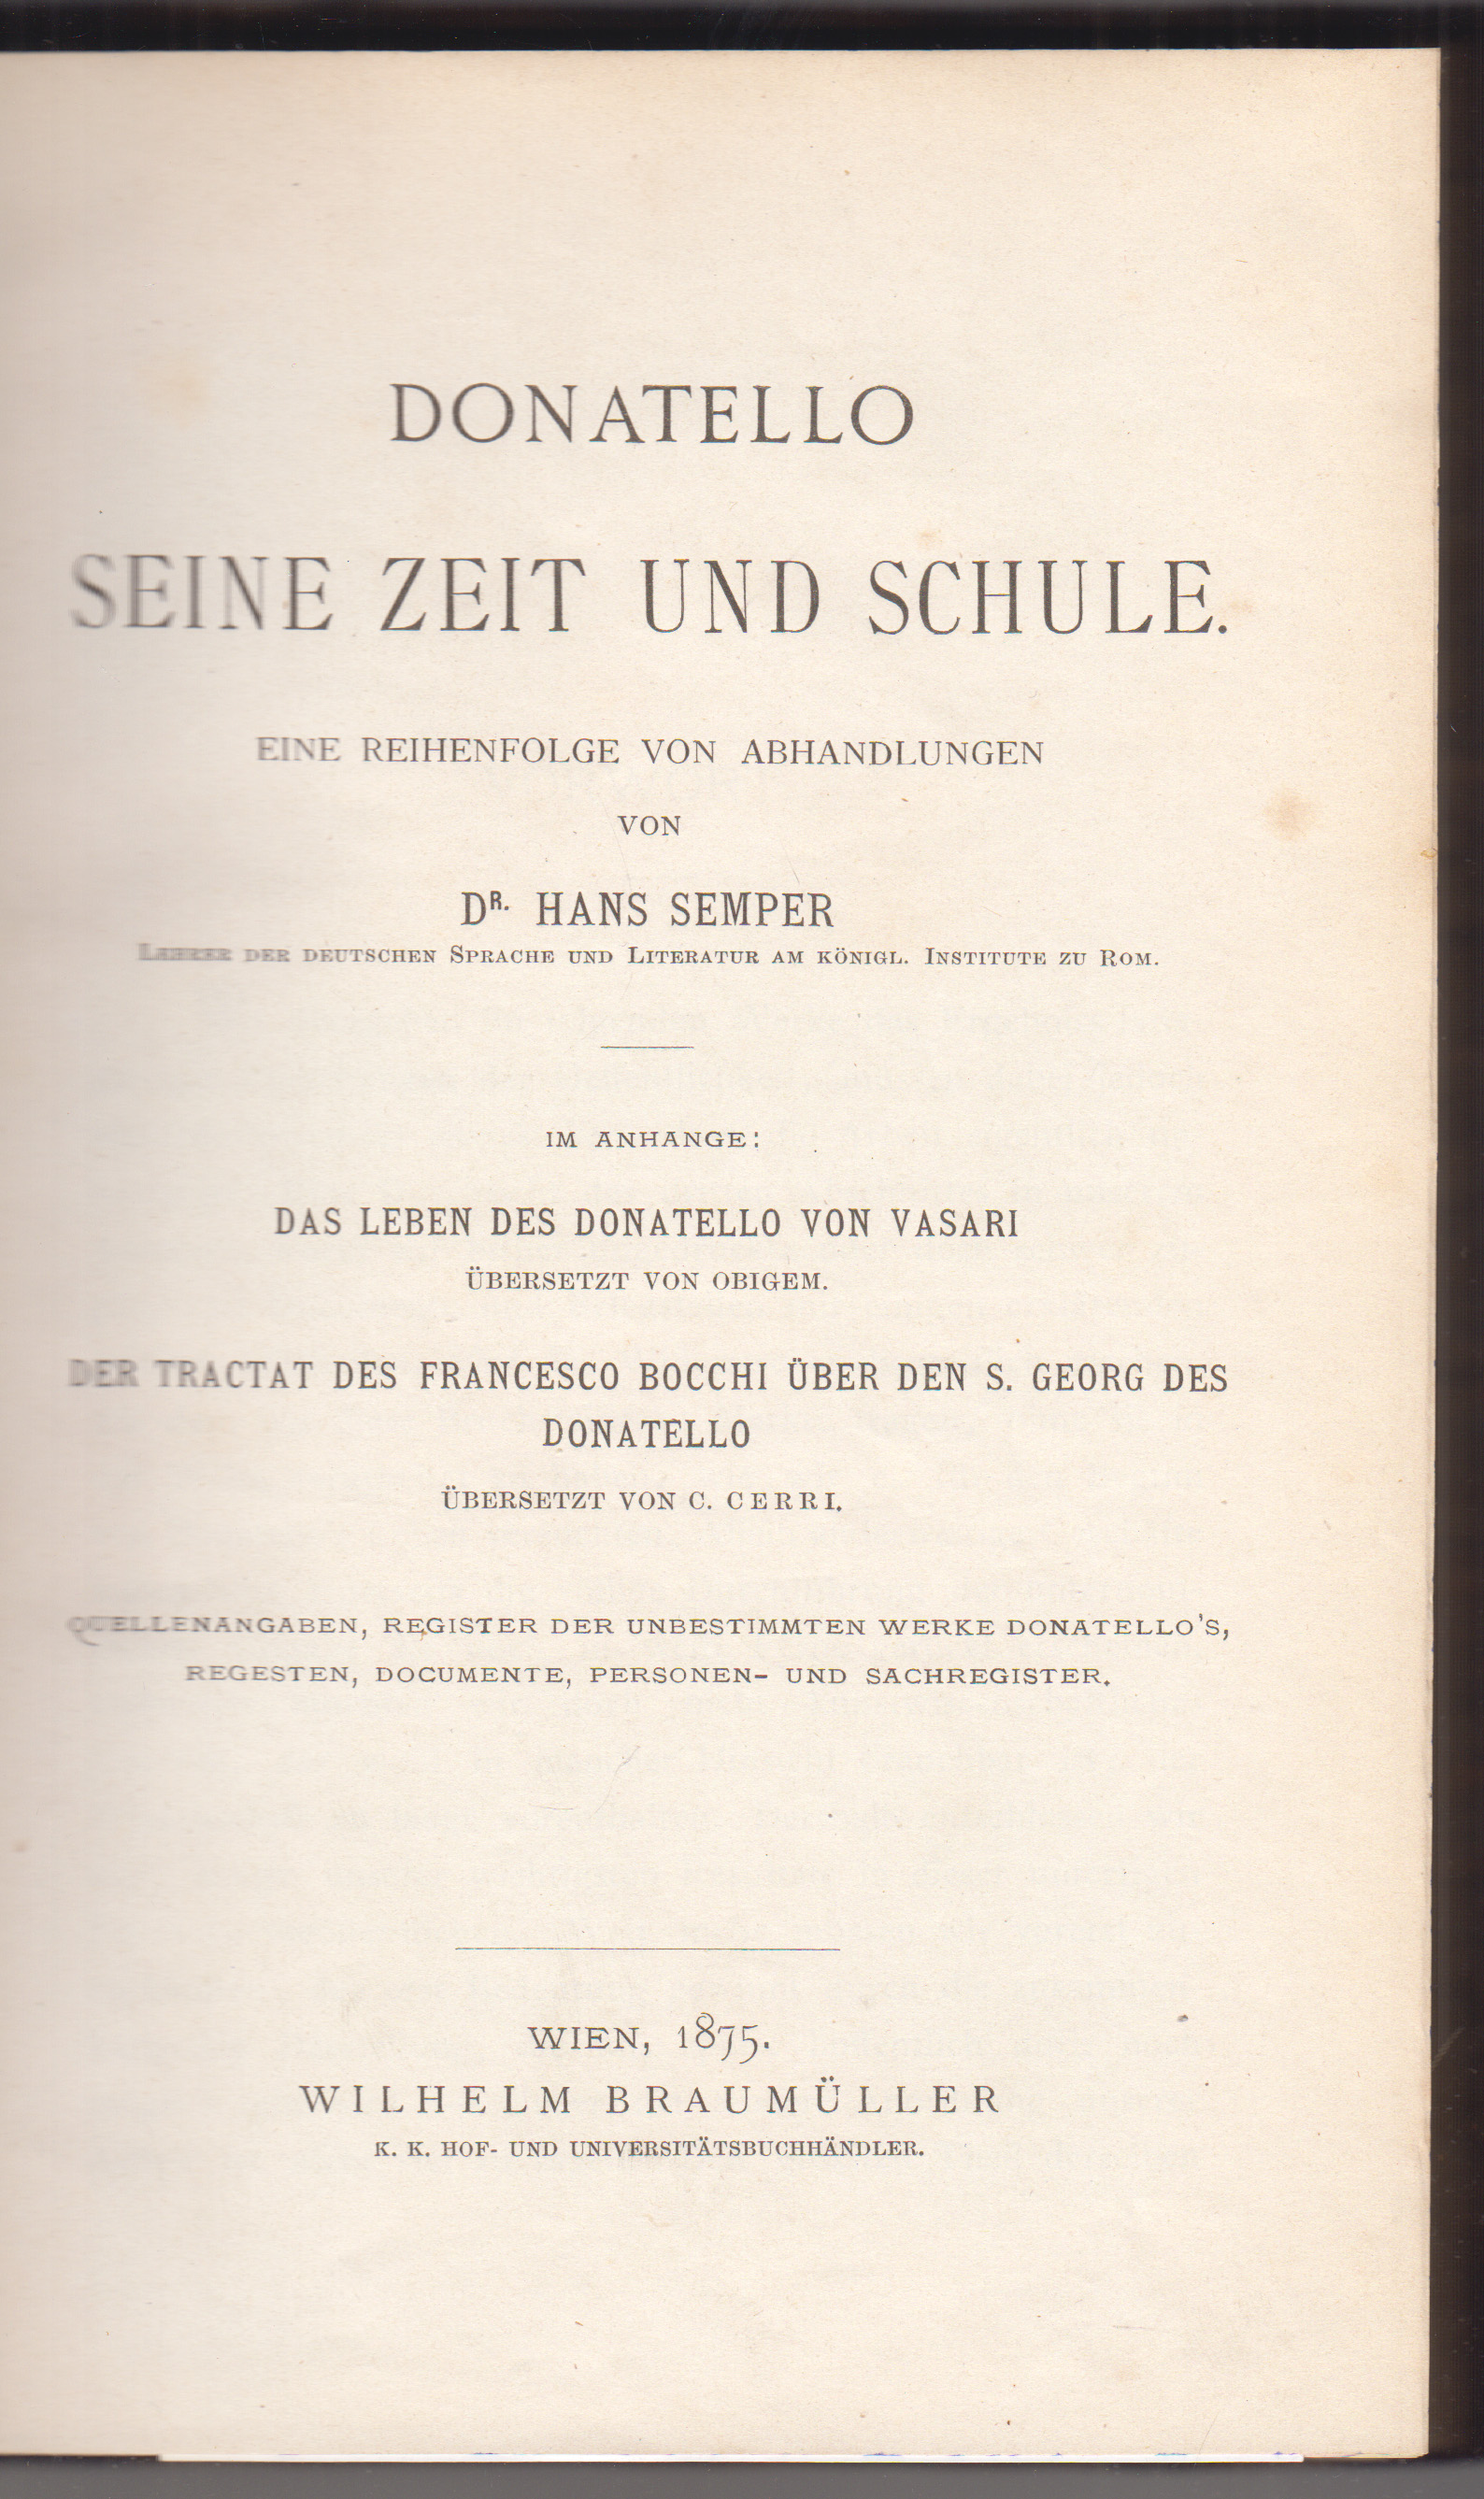 DONATELLO
SEINE ZEIT UND SCHULE.
EINE REIHENFOLGE VON ABHANDLUNGEN
VON
DR. HANS SEMPER
LEHRER DER DEUTSCHEN SPRACHE UND LITERATUR AM KÖNIGL. INSTITUTE ZU ROM.
IM ANHANGE:
DAS LEBEN DES DONATELLO VON VASARI
ÜBERSETZT VON OBIGEM.
DER TRACTAT DES FRANCESCO BOCCHI ÜBER DEN S. GEORG DES
DONATELLO
ÜBERSETZT VON C. CERRI.
QUELLENANGABEN, REGISTER DER UNBESTIMMTEN WERKE DONATELLO'S,
REGESTEN, DOCUMENTE, PERSONEN- UND SACHREGISTER.
WIEN, 1875.
WILHELM BRAUMÜLLER
K. K. HOF- UND UNIVERSITÄTSBUCHHÄNDLER.